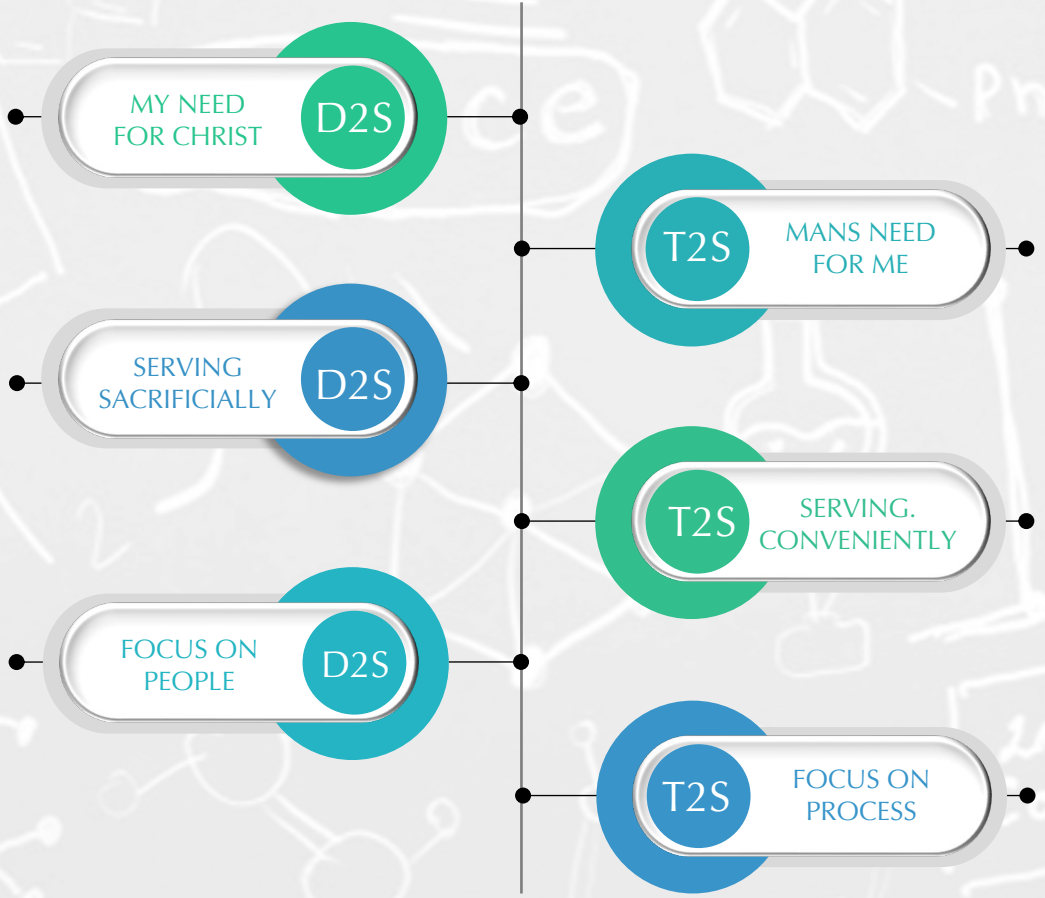 MY NEED
FOR CHRIST
D2S
T2S
MANS NEED
FOR ME
SERVING
SACRIFICIALLY
D2S
T2S
SERVING.
CONVENIENTLY
FOCUS ON
PEOPLE
D2S
T2S
FOCUS ON
PROCESS